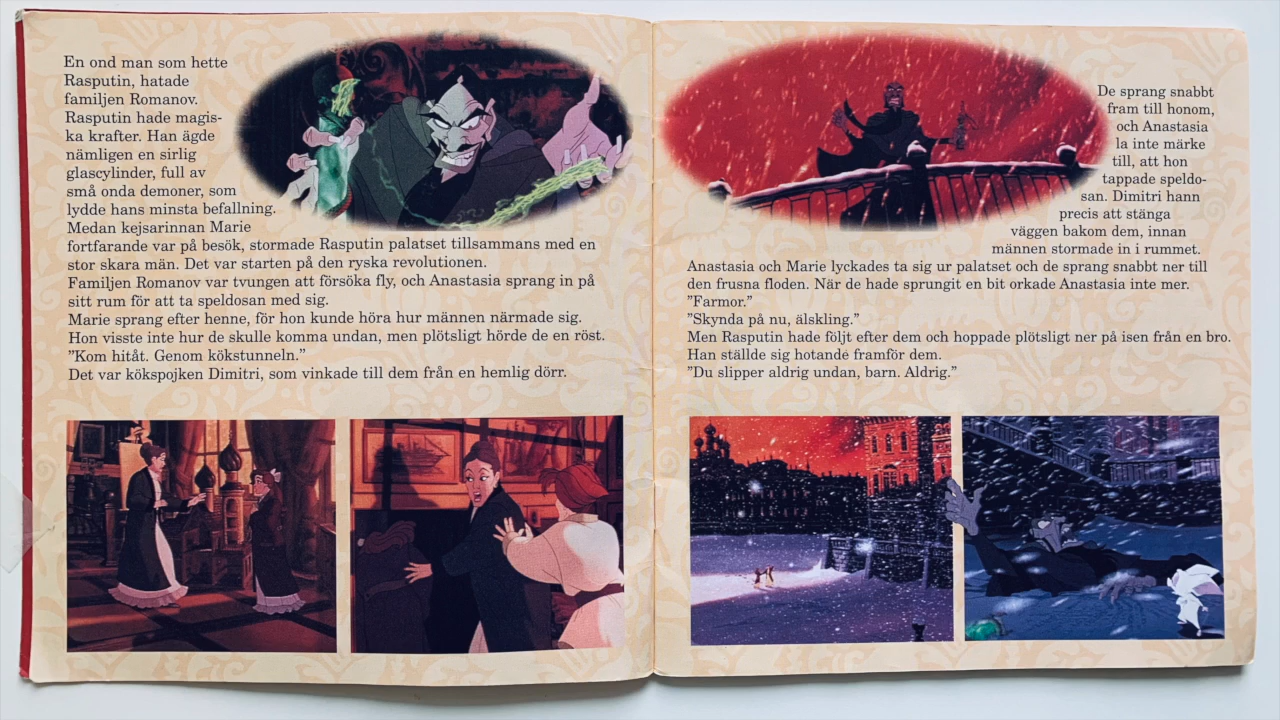 En ond man som hette
Rasputin, hatade
familjen Romanov.
Rasputin hade magis-
ka krafter. Han ägde
nämligen en sirlig
glascylinder, full av
små onda demoner, som
lydde hans minsta befallning.
Medan kejsarinnan Marie
fortfarande var på besök, stormade Rasputin palatset tillsammans med en
stor skara män. Det var starten på den ryska revolutionen.
Familjen Romanov var tvungen att försöka fly, och Anastasia sprang in på
sitt rum för att ta speldosan med sig.
Marie sprang efter henne, för hon kunde höra hur männen närmade sig.
Hon visste inte hur de skulle komma undan, men plötsligt hörde de en röst.
”Kom hitåt. Genom kökstunneln.”
Det var kökspojken Dimitri, som vinkade till dem från en hemlig dörr.
De sprang snabbt
fram till honom,
och Anastasia
la inte märke
till, att hon
tappade speldo-
san. Dimitri hann
precis att stänga
väggen bakom dem, innan
männen stormade in i rummet.
Anastasia och Marie lyckades ta sig ur palatset och de sprang snabbt ner till
den frusna floden. När de hade sprungit en bit orkade Anastasia inte mer.
”Farmor.”
”Skynda på nu, älskling.”
Men Rasputin hade följt efter dem och hoppade plötsligt ner på isen från en bro.
Han ställde sig hotande framför dem.
”Du slipper aldrig undan, barn. Aldrig.”